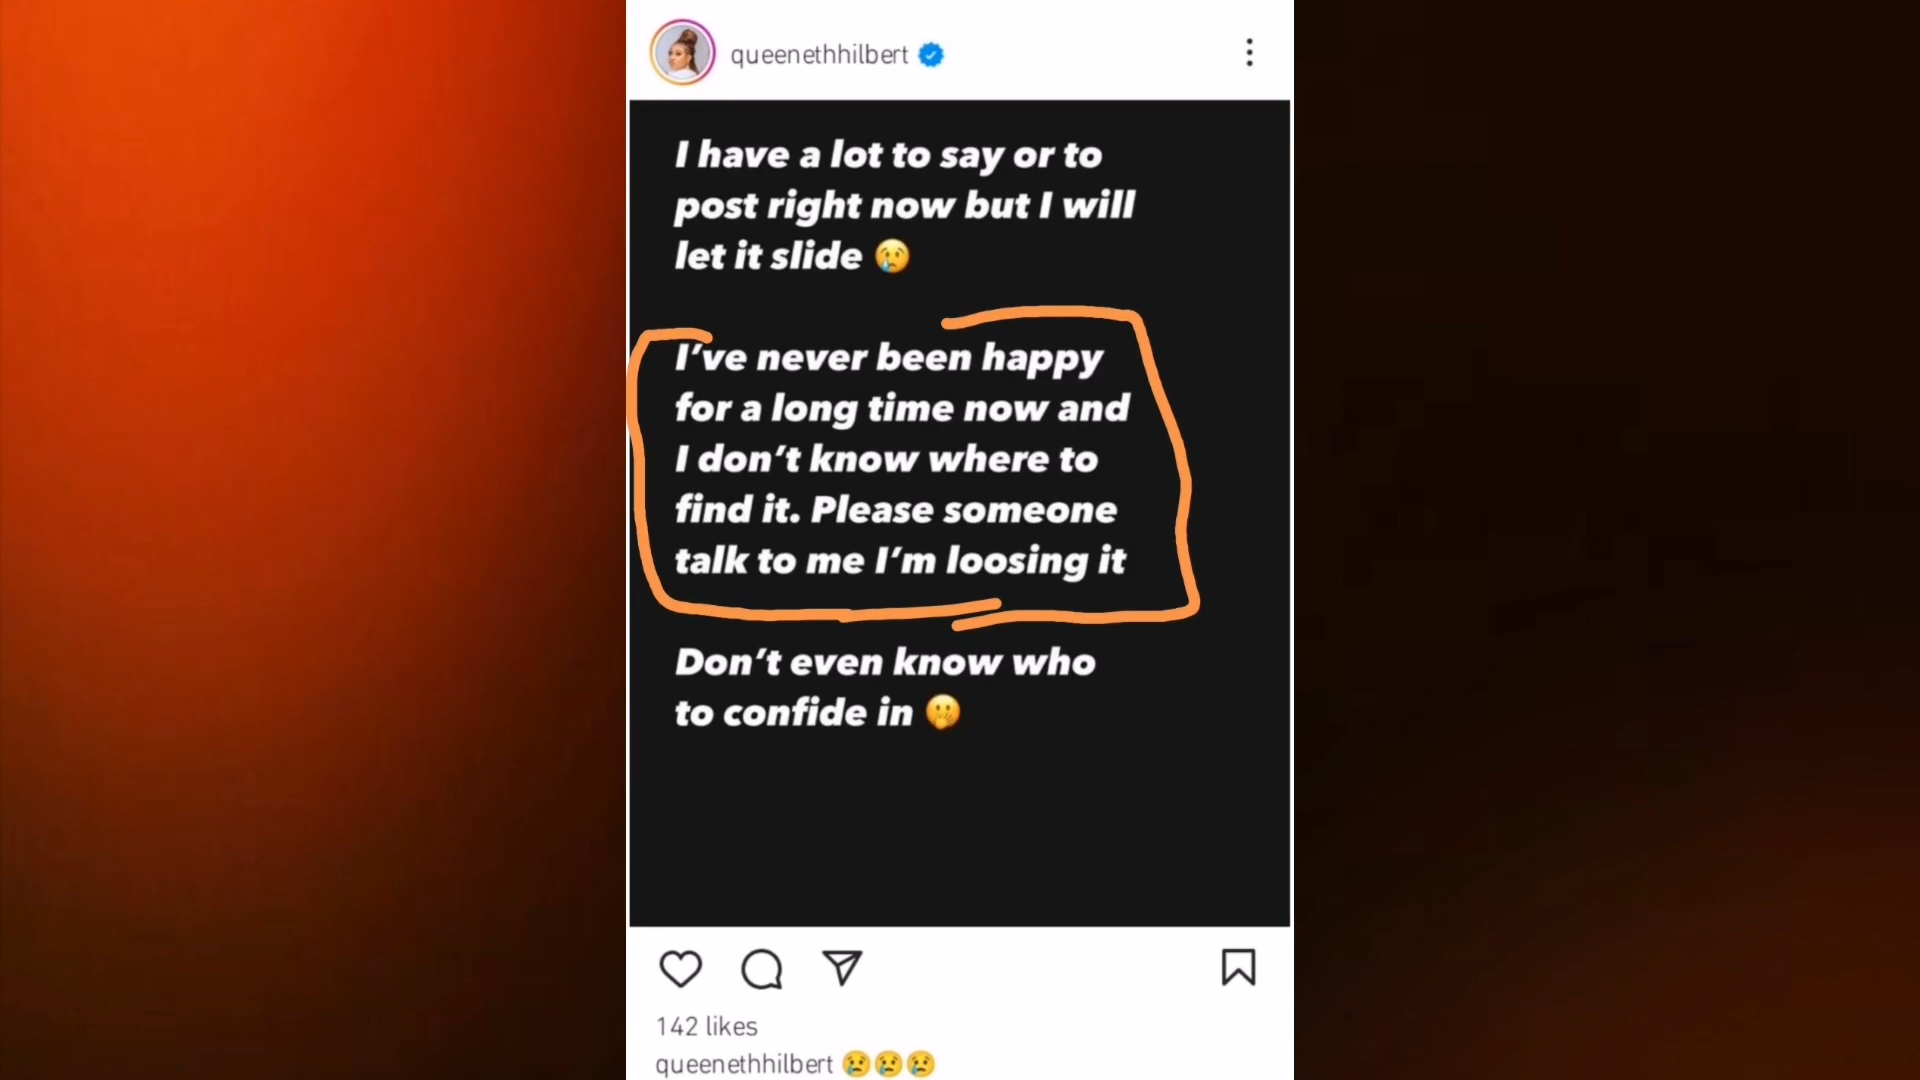 queenethhilbert
I have a lot to say or to
post right now but I will
let it slide 😢
I've never been happy
for a long time now and
I don't know where to
find it. Please someone
talk to me I'm loosing it
Don't even know who
to confide in 🤭
142 likes
queenethhilbert 😢😢😢